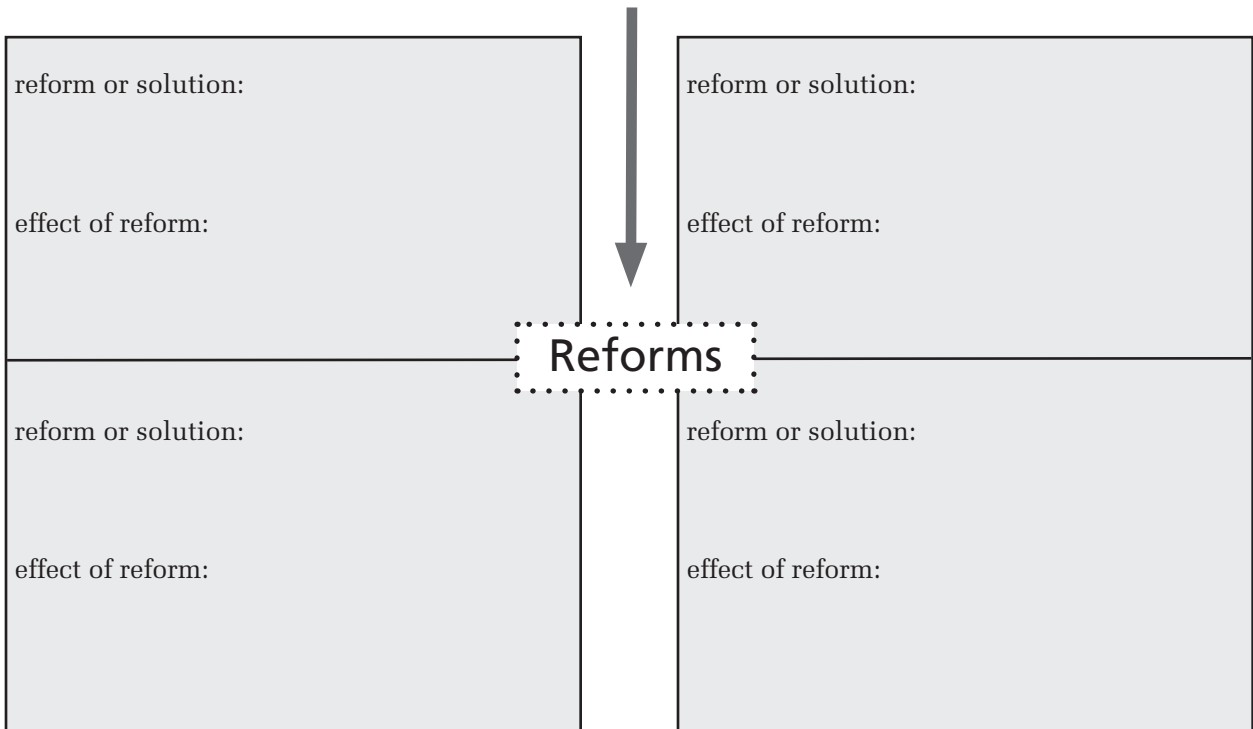 reform or solution:
effect of reform:
reform or solution:
effect of reform:
Reforms
reform or solution:
effect of reform:
reform or solution:
effect of reform: